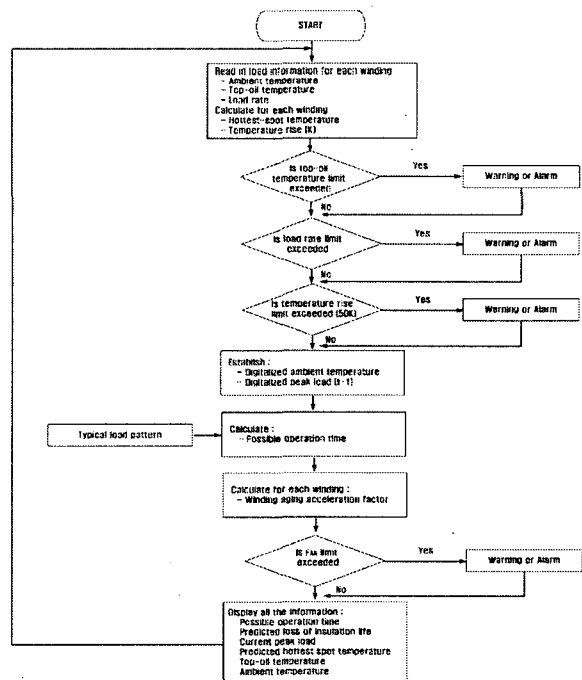 START
Read in load information for each winding
- Ambient temperature
- Top-oil temperature
- Load rate
Calculate for each winding
- Hottest-spot temperature
- Temperature rise (K)
Is top-oil
temperature limit
exceeded
Yes
Warning or Alarm
No
Is load rate limit
exceeded
Yes
Warning or Alarm
No
Is temperature rise
limit exceeded (50K)
Yes
Warning or Alarm
No
Establish :
- Digitalized ambient temperature
- Digitalized peak load (t-1)
Typical load pattern
Calculate :
- Possible operation time
Calculate for each winding :
- Winding aging acceleration factor
Is FAA limit
exceeded
Yes
Warning or Alarm
No
Display all the information :
Possible operation time
Predicted loss of insulation life
Current peak load
Predicted hottest spot temperature
Top-oil temperature
Ambient temperature